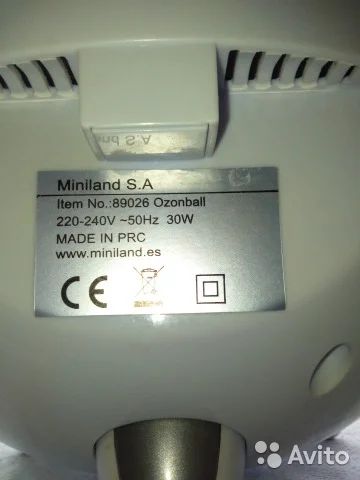 Miniland S.A
Item No.:89026 Ozonball
220-240V ~50Hz 30W
MADE IN PRC
www.miniland.es
CE
Avito